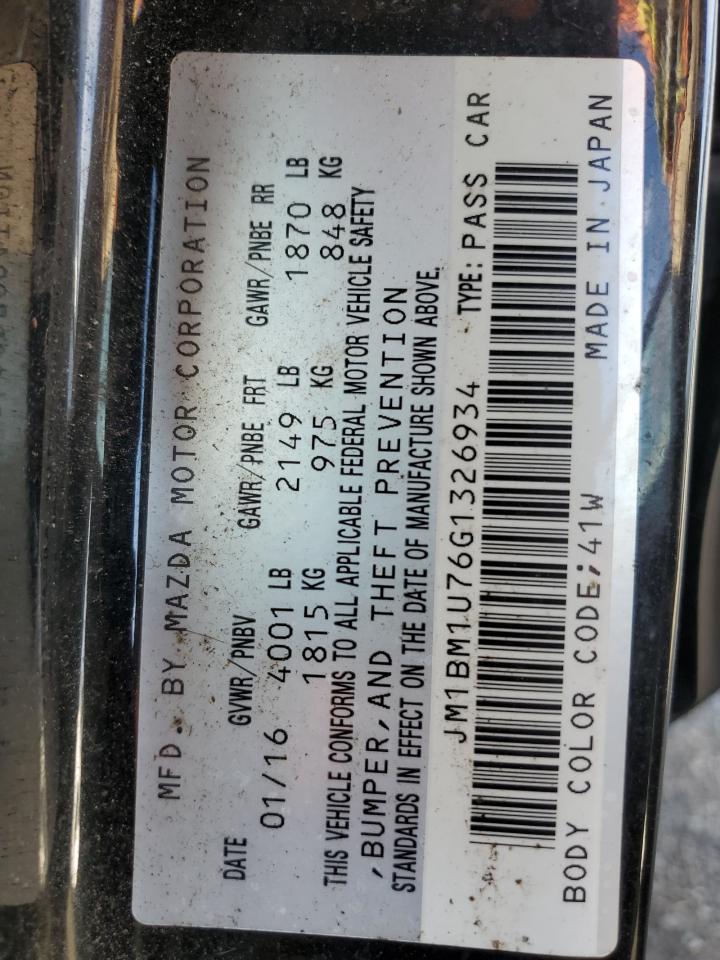 MFD. BY MAZDA MOTOR CORPORATION
DATE GVWR/PNBV GAWR/PNBE FRT GAWR/PNBE RR
01/16 4001 LB 2149 LB 1870 LB
1815 KG 975 KG 848 KG
THIS VEHICLE CONFORMS TO ALL APPLICABLE FEDERAL MOTOR VEHICLE SAFETY
,BUMPER,AND THEFT PREVENTION
STANDARDS IN EFFECT ON THE DATE OF MANUFACTURE SHOWN ABOVE.
JM1BM1U76G1326934 TYPE: PASS CAR
BODY COLOR CODE;41W MADE IN JAPAN